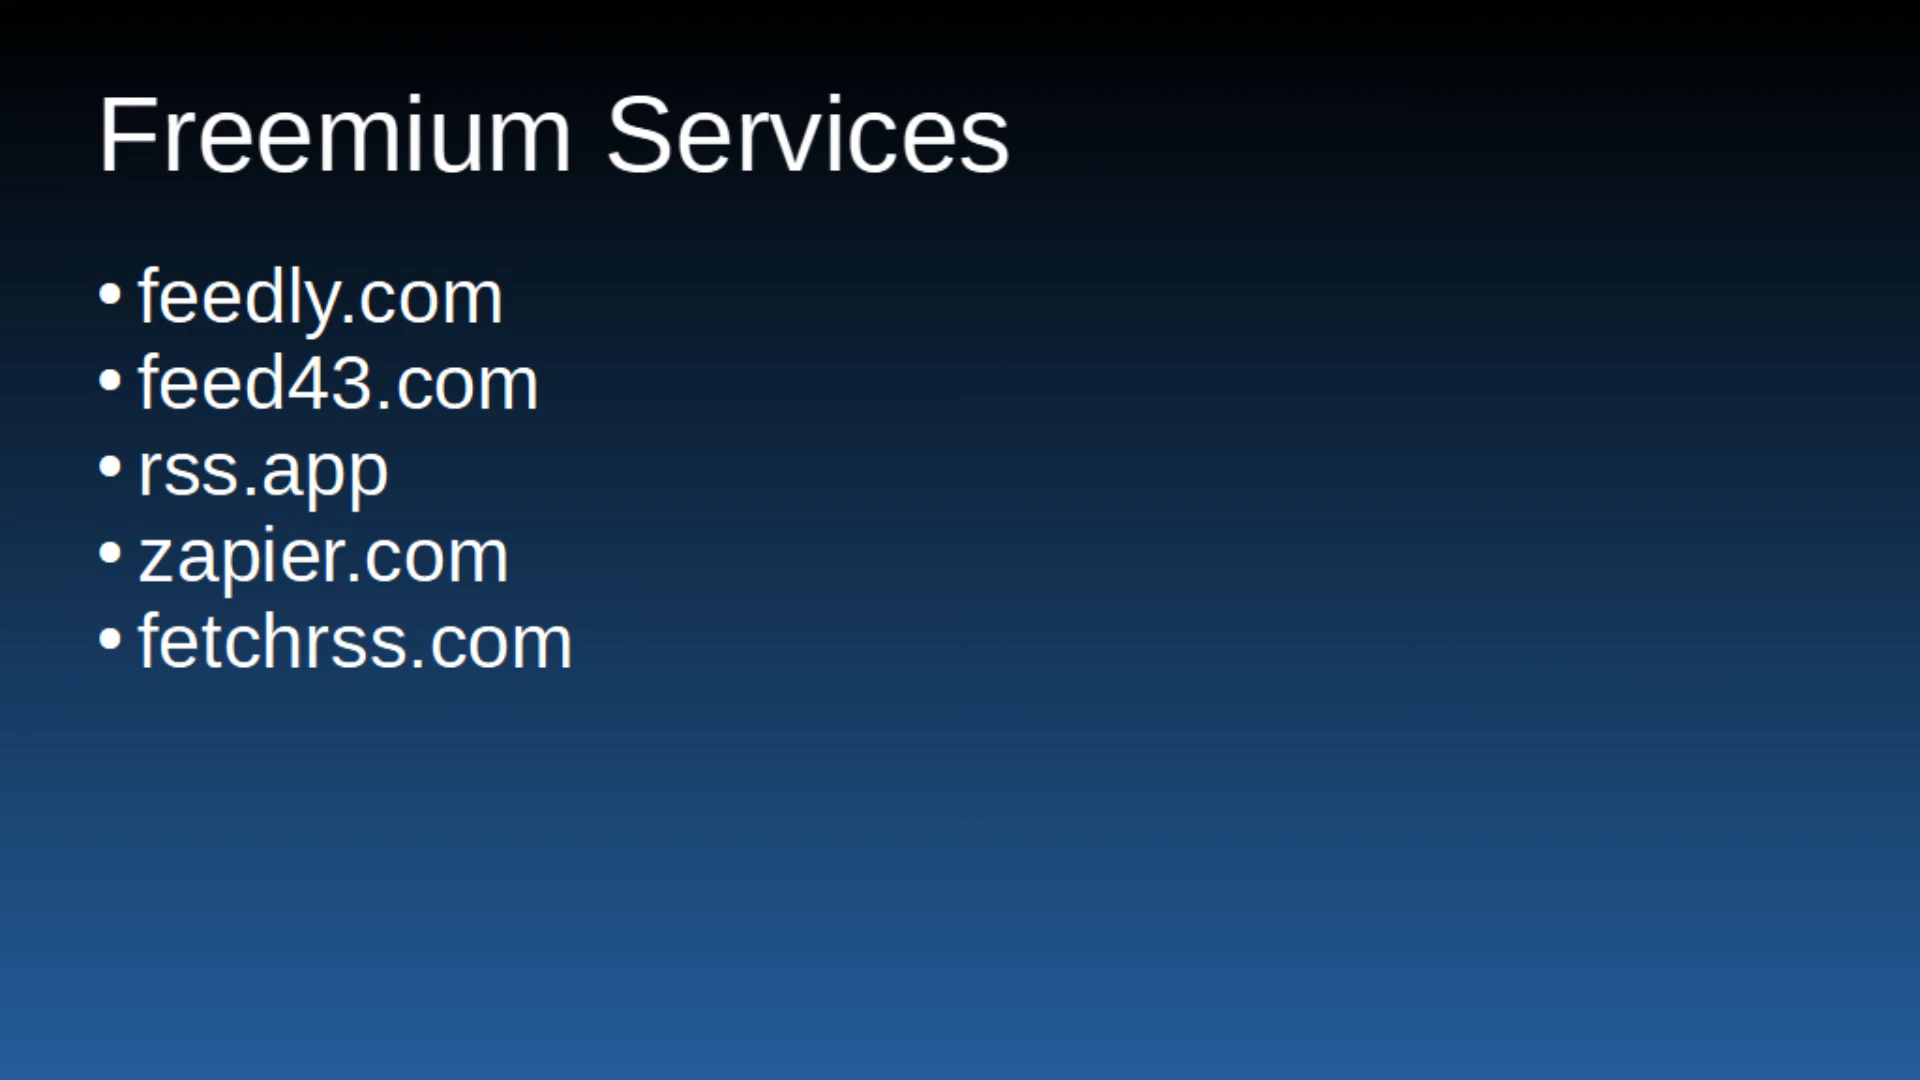 Freemium Services
• feedly.com
• feed43.com
• rss.app
• zapier.com
• fetchrss.com